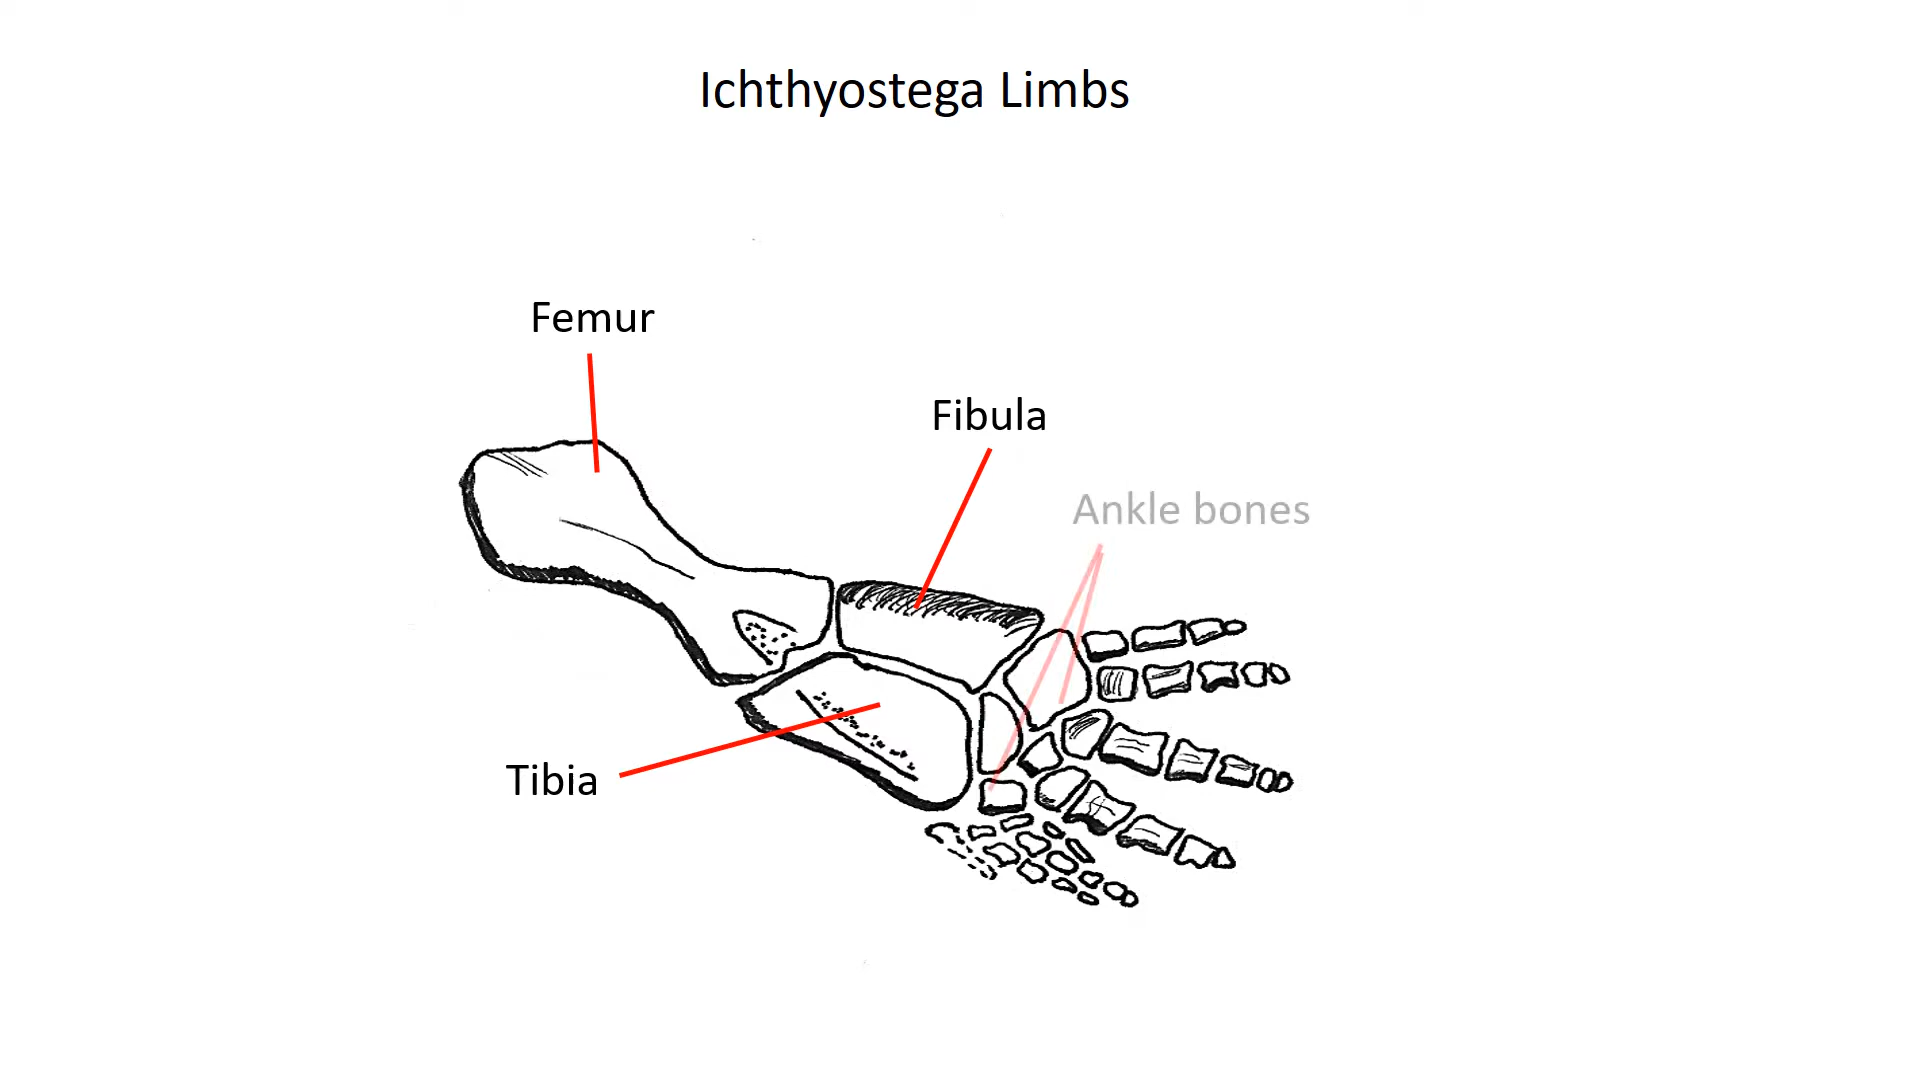 Ichthyostega Limbs
Femur
Fibula
Ankle bones
Tibia